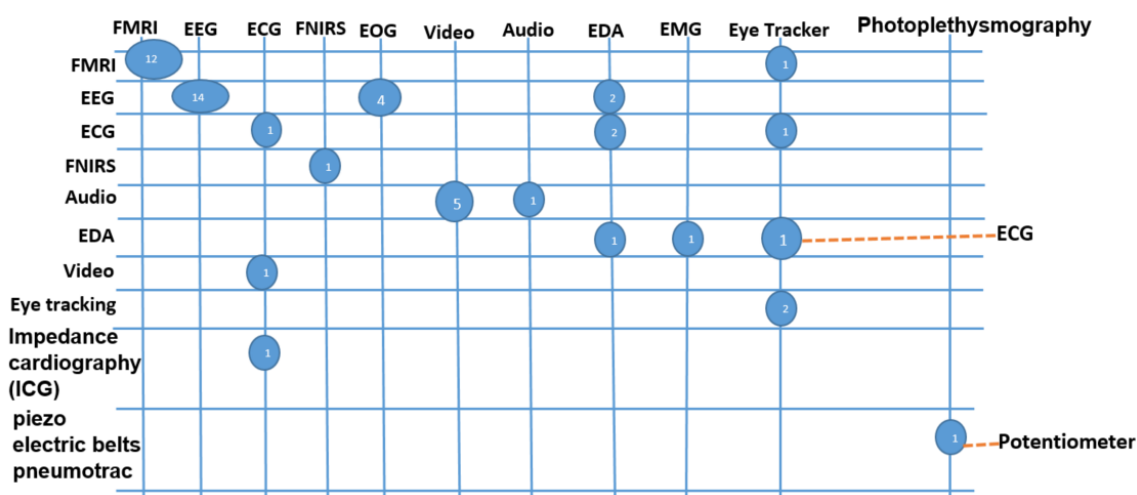 FMRI EEG ECG FNIRS EOG Video Audio EDA EMG Eye Tracker Photoplethysmography
FMRI 12 1
EEG 14 4 2
ECG 1 2 1
FNIRS 1
Audio 5 1
EDA 1 1 1 ECG
Video 1
Eye tracking 2
Impedance
cardiography 1
(ICG)
piezo
electric belts 1 Potentiometer
pneumotrac